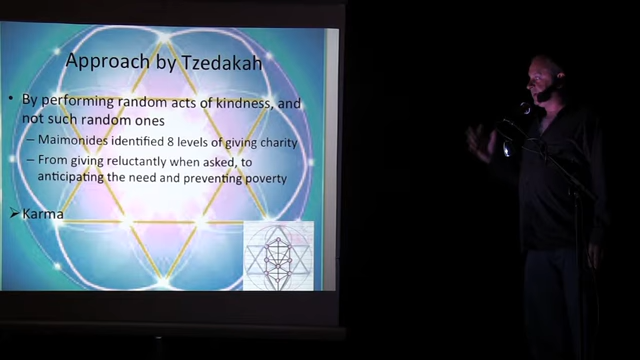 Approach by Tzedakah
• By performing random acts of kindness, and
not such random ones
– Maimonides identified 8 levels of giving charity
– From giving reluctantly when asked, to
anticipating the need and preventing poverty
➢Karma